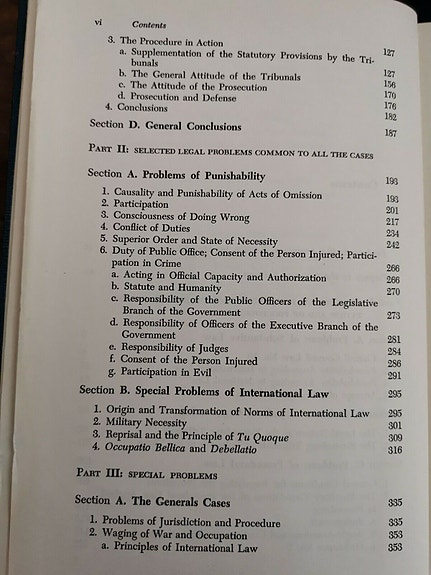 vi Contents
3. The Procedure in Action 127
a. Supplementation of the Statutory Provisions by the Tri-
bunals 127
b. The General Attitude of the Tribunals 156
c. The Attitude of the Prosecution 170
d. Prosecution and Defense 176
4. Conclusions 182
Section D. General Conclusions 187
PART II: SELECTED LEGAL PROBLEMS COMMON TO ALL THE CASES
Section A. Problems of Punishability 193
1. Causality and Punishability of Acts of Omission 193
2. Participation 201
3. Consciousness of Doing Wrong 217
4. Conflict of Duties 234
5. Superior Order and State of Necessity 242
6. Duty of Public Office; Consent of the Person Injured; Partici-
pation in Crime 266
a. Acting in Official Capacity and Authorization 266
b. Statute and Humanity 270
c. Responsibility of the Public Officers of the Legislative
Branch of the Government 273
d. Responsibility of Officers of the Executive Branch of the
Government 281
e. Responsibility of Judges 284
f. Consent of the Person Injured 286
g. Participation in Evil 291
Section B. Special Problems of International Law 295
1. Origin and Transformation of Norms of International Law 295
2. Military Necessity 301
3. Reprisal and the Principle of Tu Quoque 309
4. Occupatio Bellica and Debellatio 316
PART III: SPECIAL PROBLEMS
Section A. The Generals Cases 335
1. Problems of Jurisdiction and Procedure 335
2. Waging of War and Occupation 353
a. Principles of International Law 353